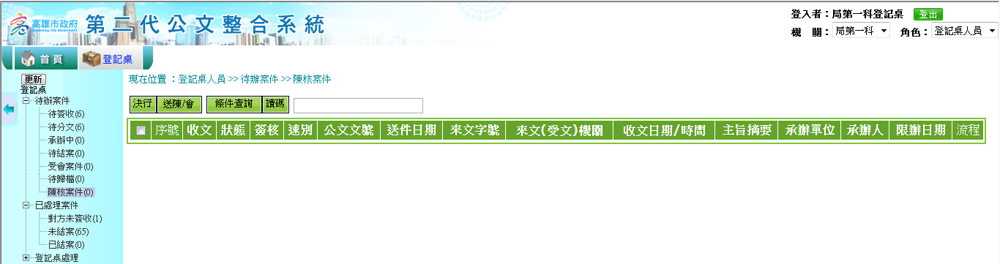 高雄市政府 第二代公文整合系統
登入者：局第一科登記桌 登出
機 關：局第一科 角色：登記桌人員
首頁 登記桌
更新
登記桌
待辦案件
待簽收(6)
待分文(6)
承辦中(0)
待結案(0)
受會案件(0)
待歸檔(0)
陳核案件(0)
已處理案件
對方未簽收(1)
未結案(65)
已結案(0)
登記桌處理
現在位置 ：登記桌人員 >> 待辦案件 >> 陳核案件
決行 送陳/會 條件查詢 讀碼
序號 收文 狀態 簽核 速別 公文文號 送件日期 來文字號 來文(受文)機關 收文日期/時間 主旨摘要 承辦單位 承辦人 限辦日期 流程